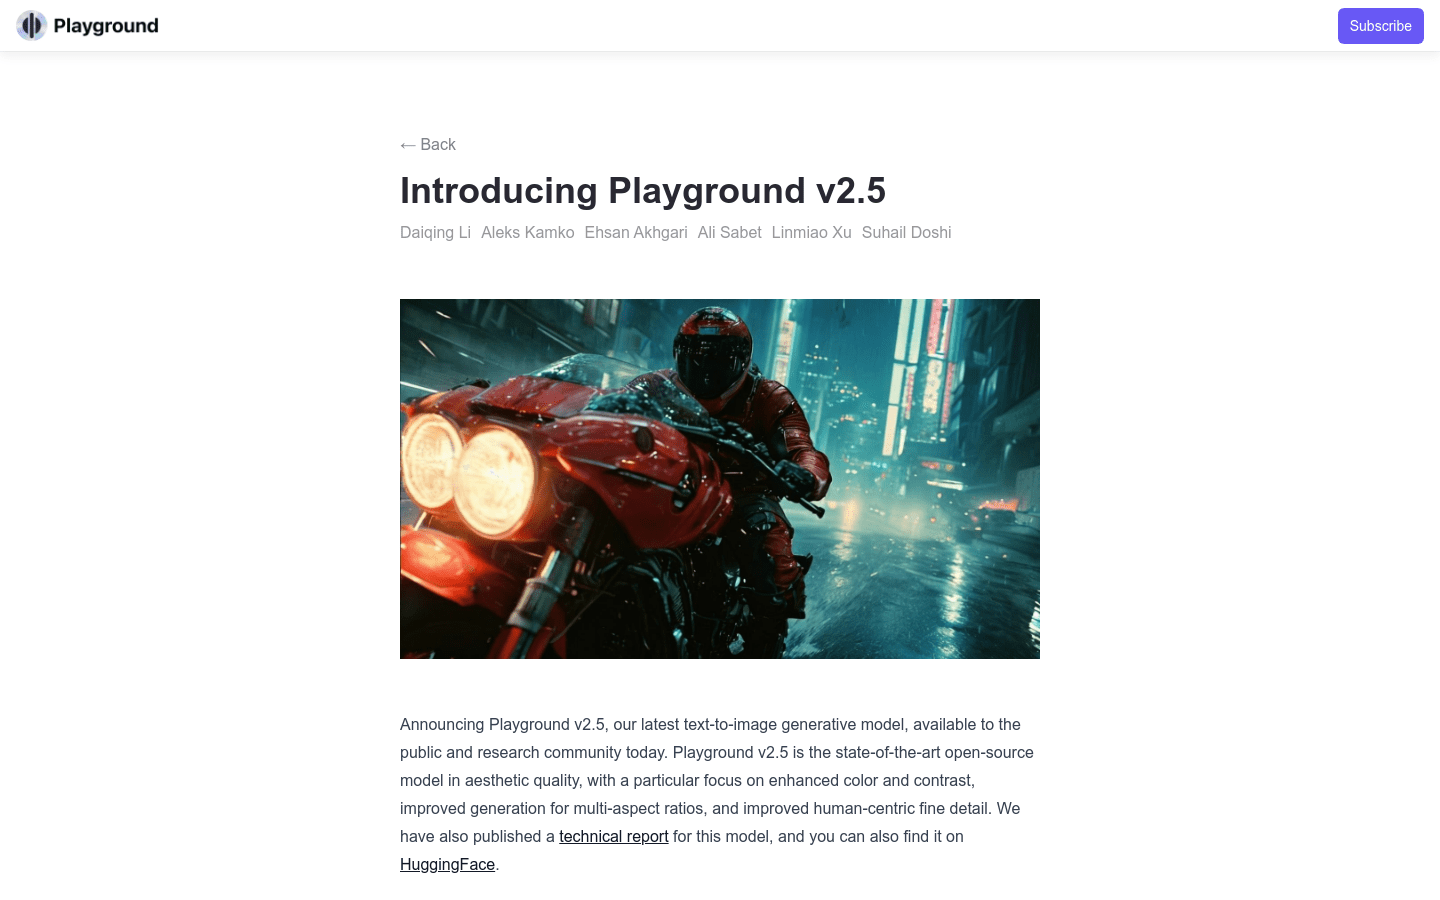 Playground
Subscribe
← Back
Introducing Playground v2.5
Daiqing Li Aleks Kamko Ehsan Akhgari Ali Sabet Linmiao Xu Suhail Doshi
Announcing Playground v2.5, our latest text-to-image generative model, available to the
public and research community today. Playground v2.5 is the state-of-the-art open-source
model in aesthetic quality, with a particular focus on enhanced color and contrast,
improved generation for multi-aspect ratios, and improved human-centric fine detail. We
have also published a technical report for this model, and you can also find it on
HuggingFace.